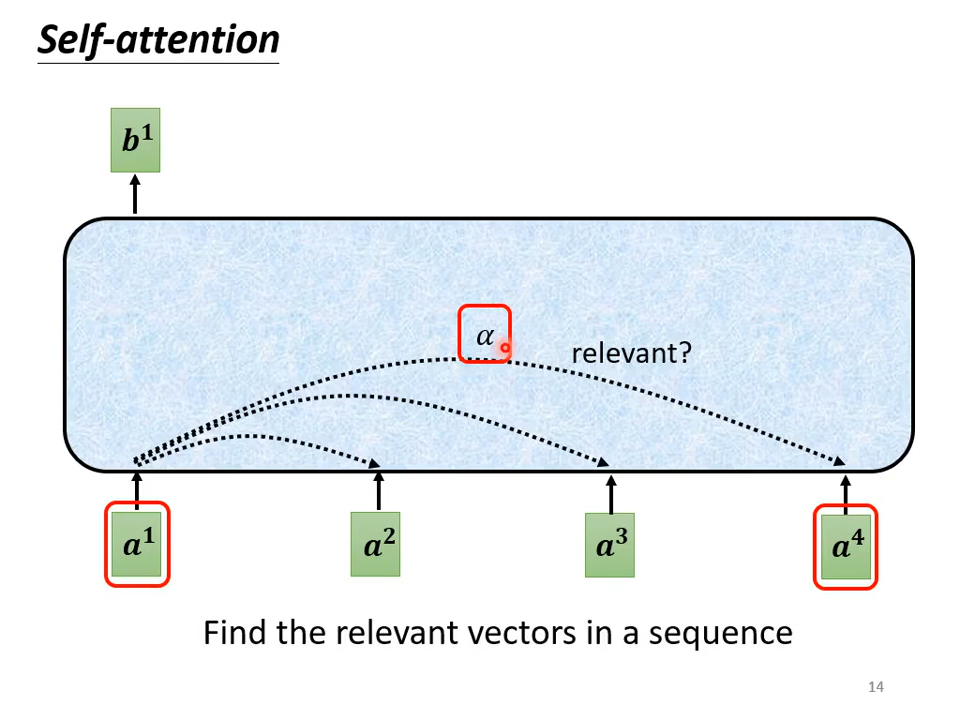 Self-attention
b¹
α
relevant?
a¹ a² a³ a⁴
Find the relevant vectors in a sequence
14